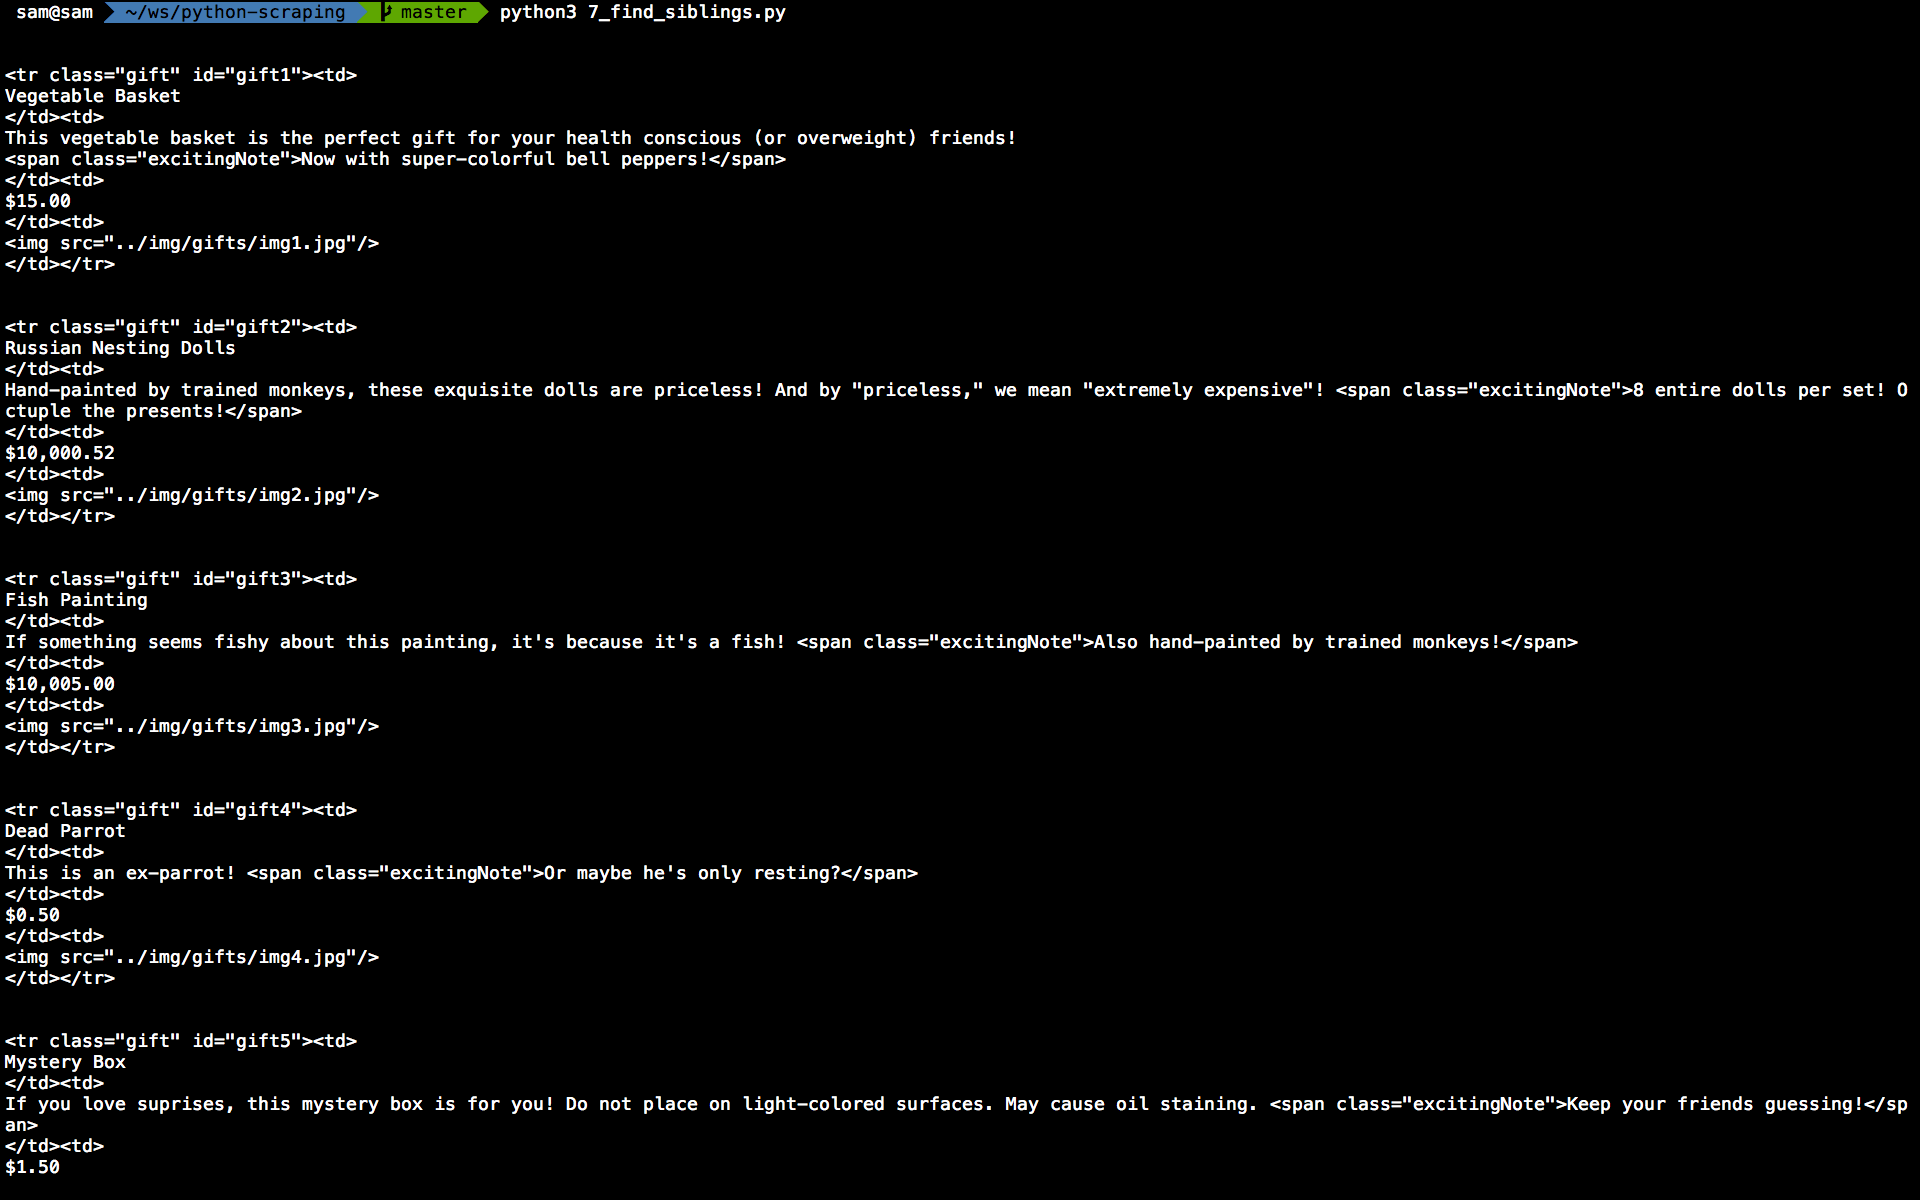 sam@sam ~/ws/python-scraping master python3 7_find_siblings.py
<tr class="gift" id="gift1"><td>
Vegetable Basket
</td><td>
This vegetable basket is the perfect gift for your health conscious (or overweight) friends!
<span class="excitingNote">Now with super-colorful bell peppers!</span>
</td><td>
$15.00
</td><td>
<img src="../img/gifts/img1.jpg"/>
</td></tr>
<tr class="gift" id="gift2"><td>
Russian Nesting Dolls
</td><td>
Hand-painted by trained monkeys, these exquisite dolls are priceless! And by "priceless," we mean "extremely expensive"! <span class="excitingNote">8 entire dolls per set! O
ctuple the presents!</span>
</td><td>
$10,000.52
</td><td>
<img src="../img/gifts/img2.jpg"/>
</td></tr>
<tr class="gift" id="gift3"><td>
Fish Painting
</td><td>
If something seems fishy about this painting, it's because it's a fish! <span class="excitingNote">Also hand-painted by trained monkeys!</span>
</td><td>
$10,005.00
</td><td>
<img src="../img/gifts/img3.jpg"/>
</td></tr>
<tr class="gift" id="gift4"><td>
Dead Parrot
</td><td>
This is an ex-parrot! <span class="excitingNote">Or maybe he's only resting?</span>
</td><td>
$0.50
</td><td>
<img src="../img/gifts/img4.jpg"/>
</td></tr>
<tr class="gift" id="gift5"><td>
Mystery Box
</td><td>
If you love suprises, this mystery box is for you! Do not place on light-colored surfaces. May cause oil staining. <span class="excitingNote">Keep your friends guessing!</sp
an>
</td><td>
$1.50